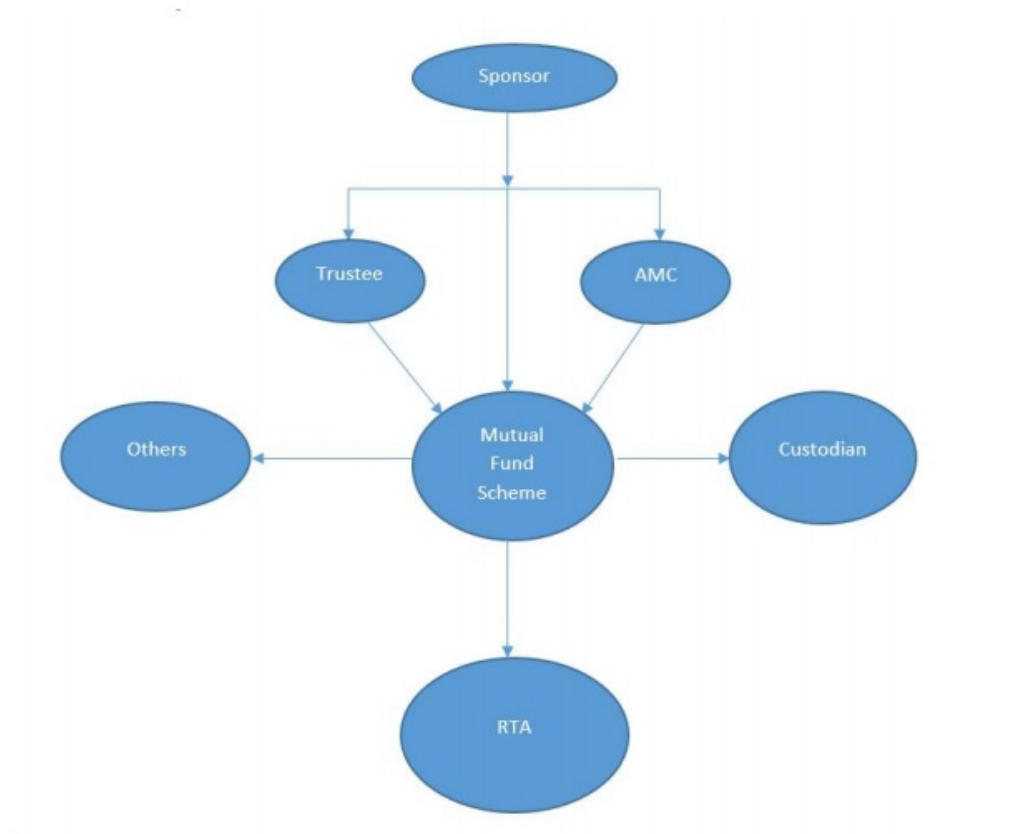 Sponsor
Trustee
AMC
Others
Mutual
Fund
Scheme
Custodian
RTA